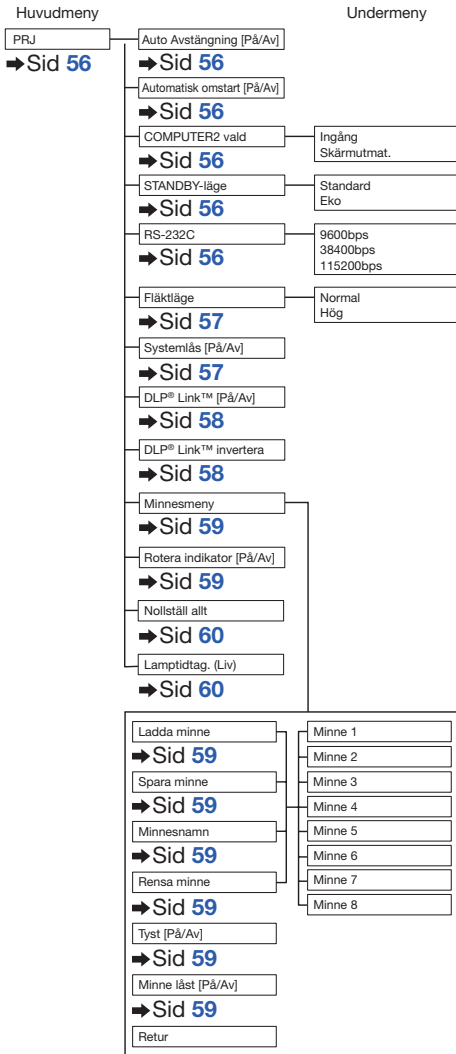 Huvudmeny
Undermeny
PRJ
➡Sid 56
Auto Avstängning [På/Av]
➡Sid 56
Automatisk omstart [På/Av]
➡Sid 56
COMPUTER2 vald
➡Sid 56
Ingång
Skärmutmat.
STANDBY-läge
➡Sid 56
Standard
Eko
RS-232C
➡Sid 56
9600bps
38400bps
115200bps
Fläktläge
➡Sid 57
Normal
Hög
Systemlås [På/Av]
➡Sid 57
DLP® Link™ [På/Av]
➡Sid 58
DLP® Link™ invertera
➡Sid 58
Minnesmeny
➡Sid 59
Rotera indikator [På/Av]
➡Sid 59
Nollställ allt
➡Sid 60
Lamptidtag. (Liv)
➡Sid 60
Ladda minne
➡Sid 59
Spara minne
➡Sid 59
Minnesnamn
➡Sid 59
Rensa minne
➡Sid 59
Tyst [På/Av]
➡Sid 59
Minne låst [På/Av]
➡Sid 59
Retur
Minne 1
Minne 2
Minne 3
Minne 4
Minne 5
Minne 6
Minne 7
Minne 8